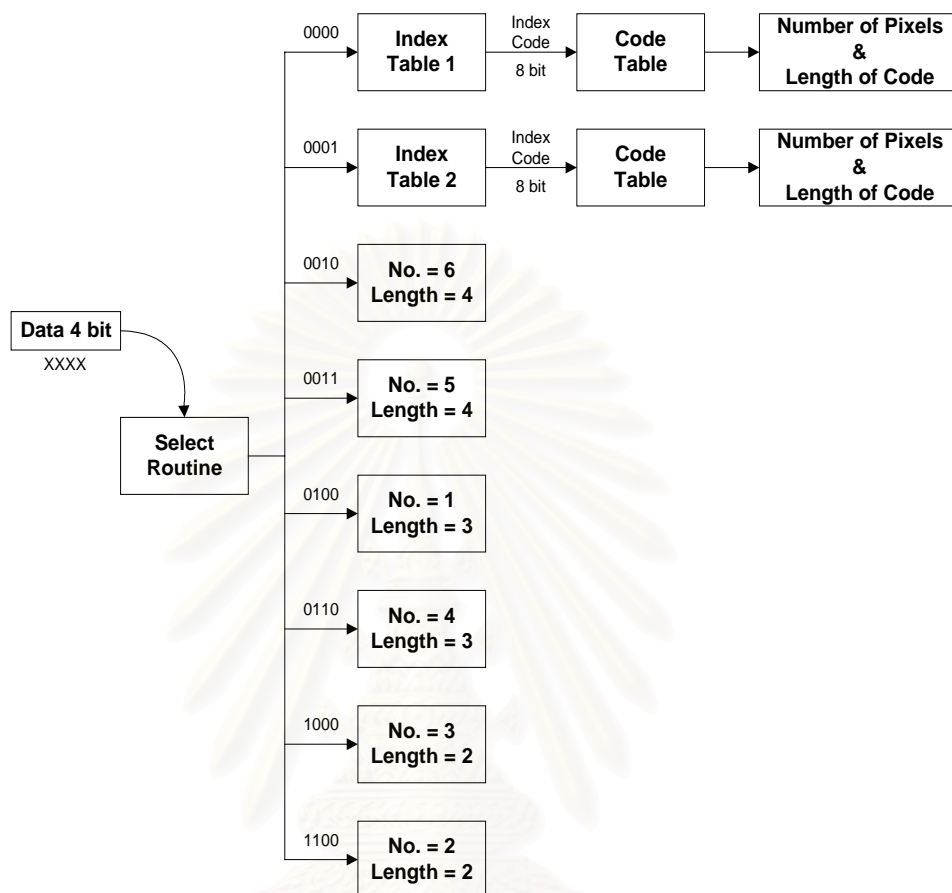 0000
Index
Table 1
Index
Code
8 bit
Code
Table
Number of Pixels
&
Length of Code
0001
Index
Table 2
Index
Code
8 bit
Code
Table
Number of Pixels
&
Length of Code
0010
No. = 6
Length = 4
Data 4 bit
XXXX
0011
No. = 5
Length = 4
Select
Routine
0100
No. = 1
Length = 3
0110
No. = 4
Length = 3
1000
No. = 3
Length = 2
1100
No. = 2
Length = 2